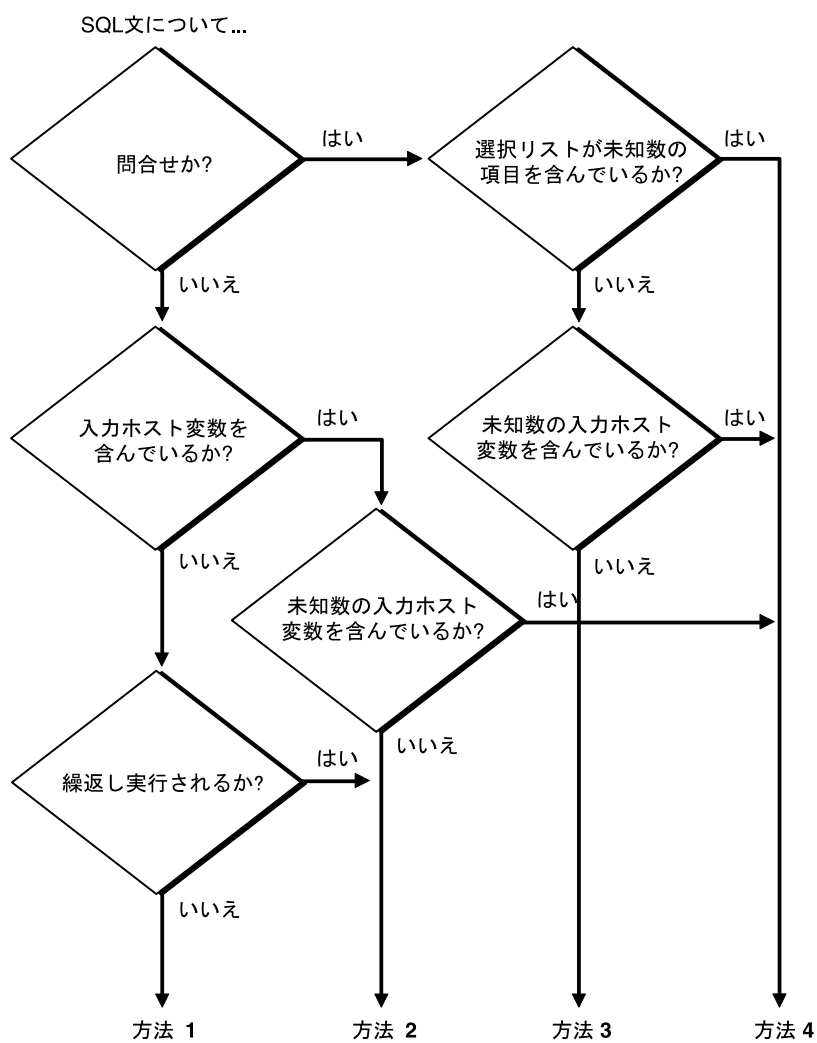 SQL文について...
問合せか?
はい
選択リストが未知数の
項目を含んでいるか?
はい
いいえ
いいえ
入力ホスト変数を
含んでいるか?
はい
未知数の入力ホスト
変数を含んでいるか?
はい
いいえ
いいえ
未知数の入力ホスト
変数を含んでいるか?
はい
いいえ
繰返し実行されるか?
はい
いいえ
方法 1
方法 2
方法 3
方法 4